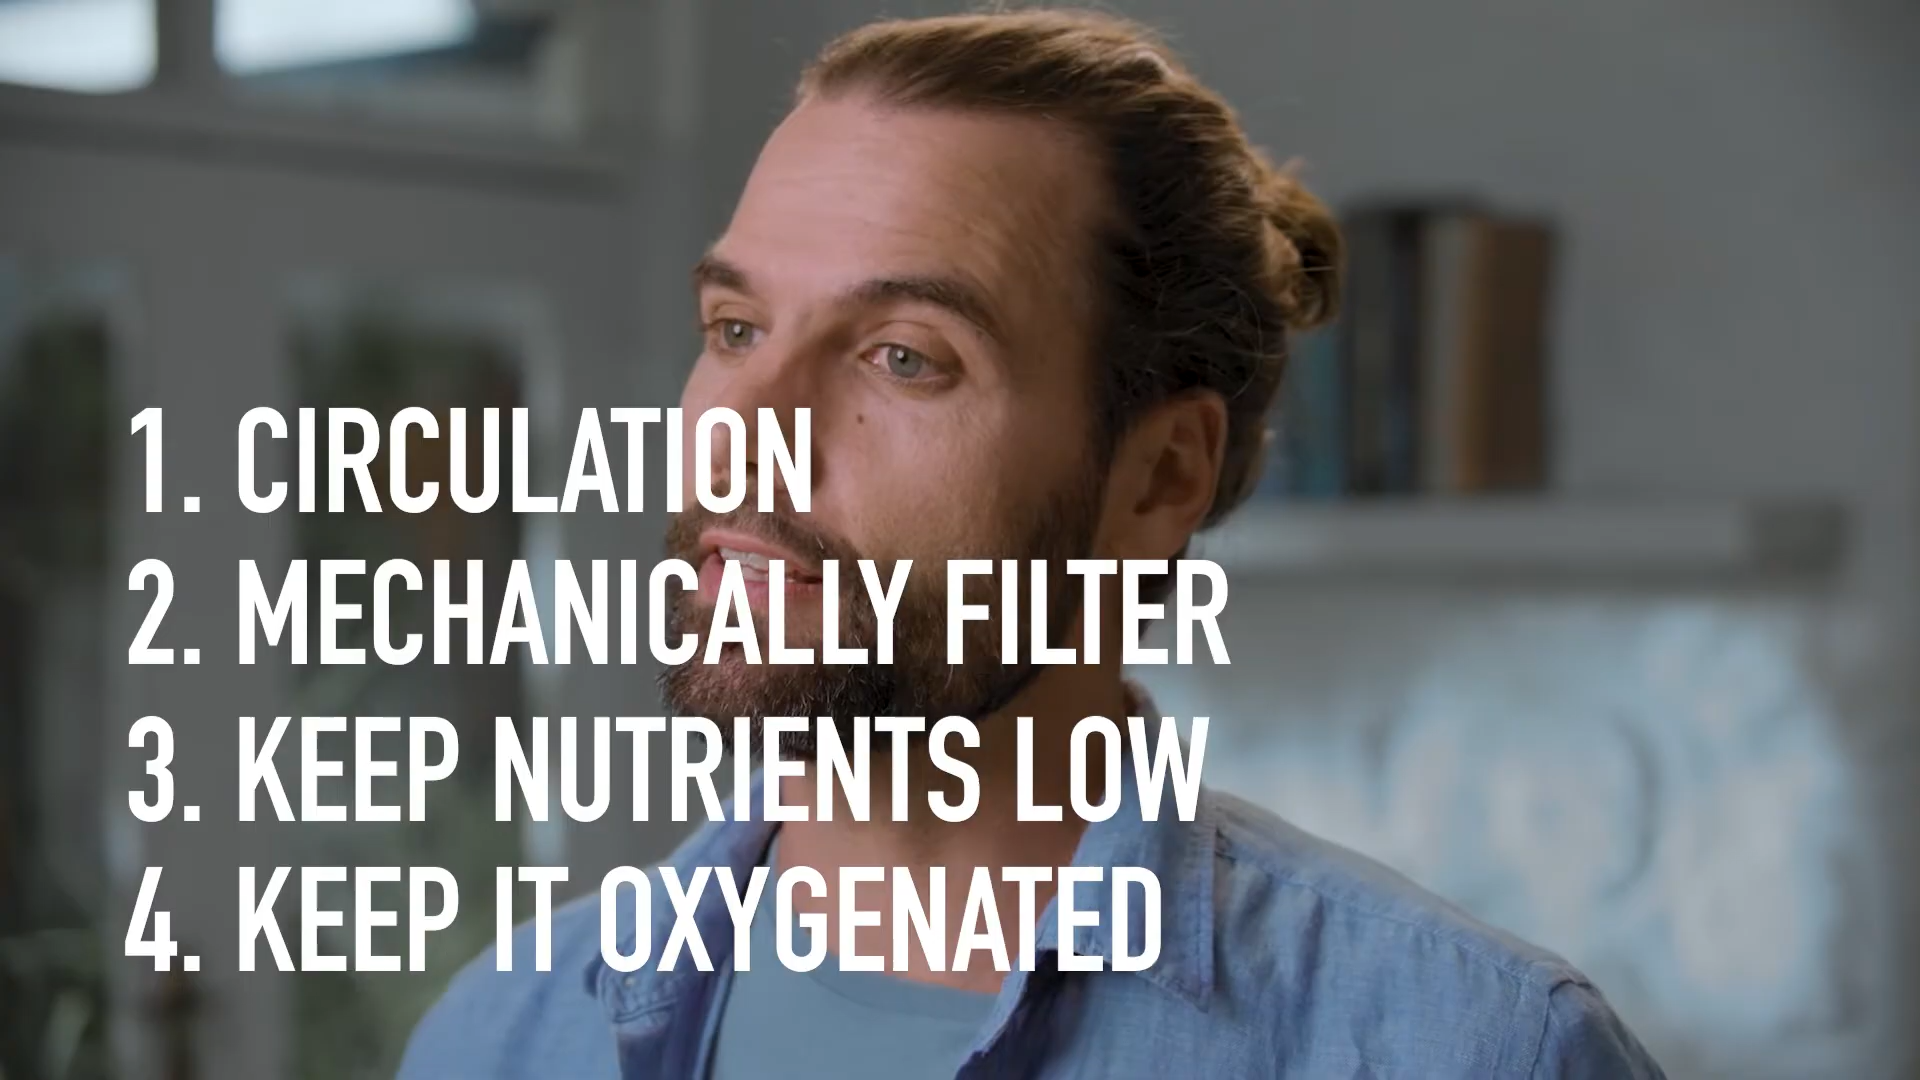 1. CIRCULATION
2. MECHANICALLY FILTER
3. KEEP NUTRIENTS LOW
4. KEEP IT OXYGENATED